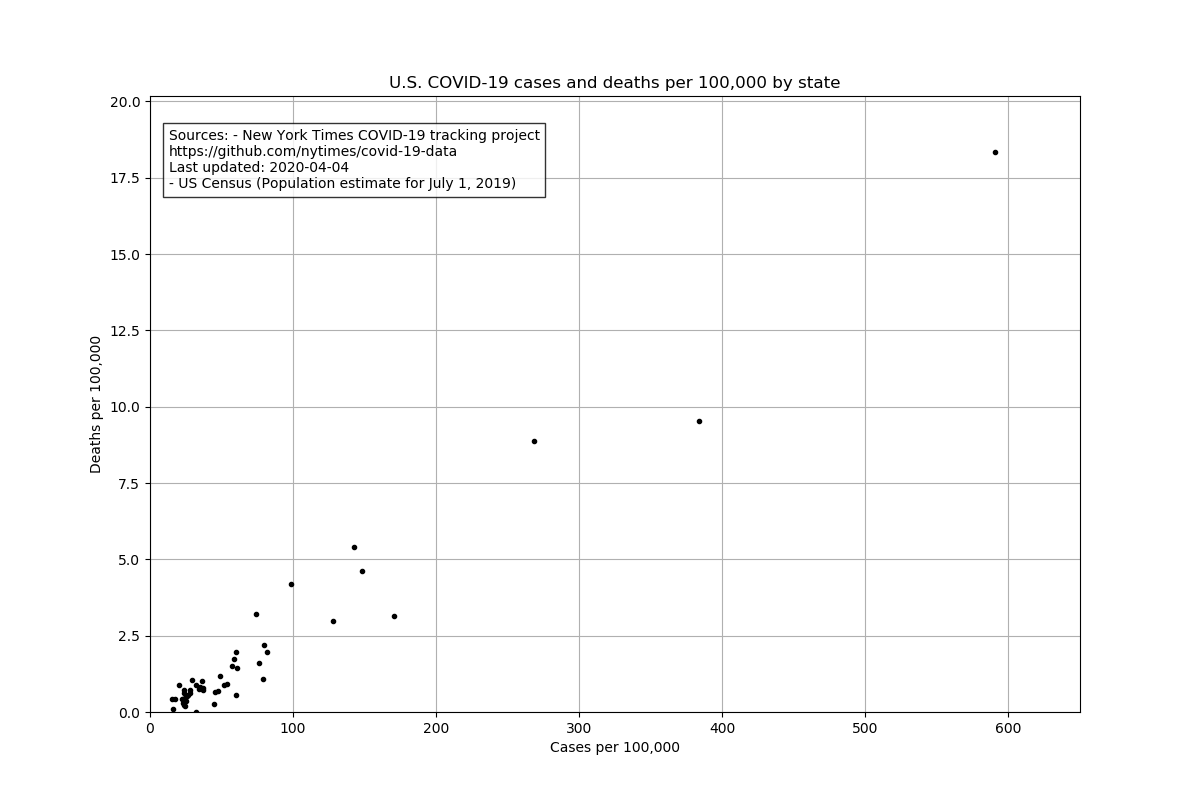 U.S. COVID-19 cases and deaths per 100,000 by state
20.0
Sources: - New York Times COVID-19 tracking project
https://github.com/nytimes/covid-19-data
Last updated: 2020-04-04
- US Census (Population estimate for July 1, 2019)
17.5
15.0
12.5
10.0
7.5
5.0
2.5
0.0
Deaths per 100,000
0 100 200 300 400 500 600
Cases per 100,000